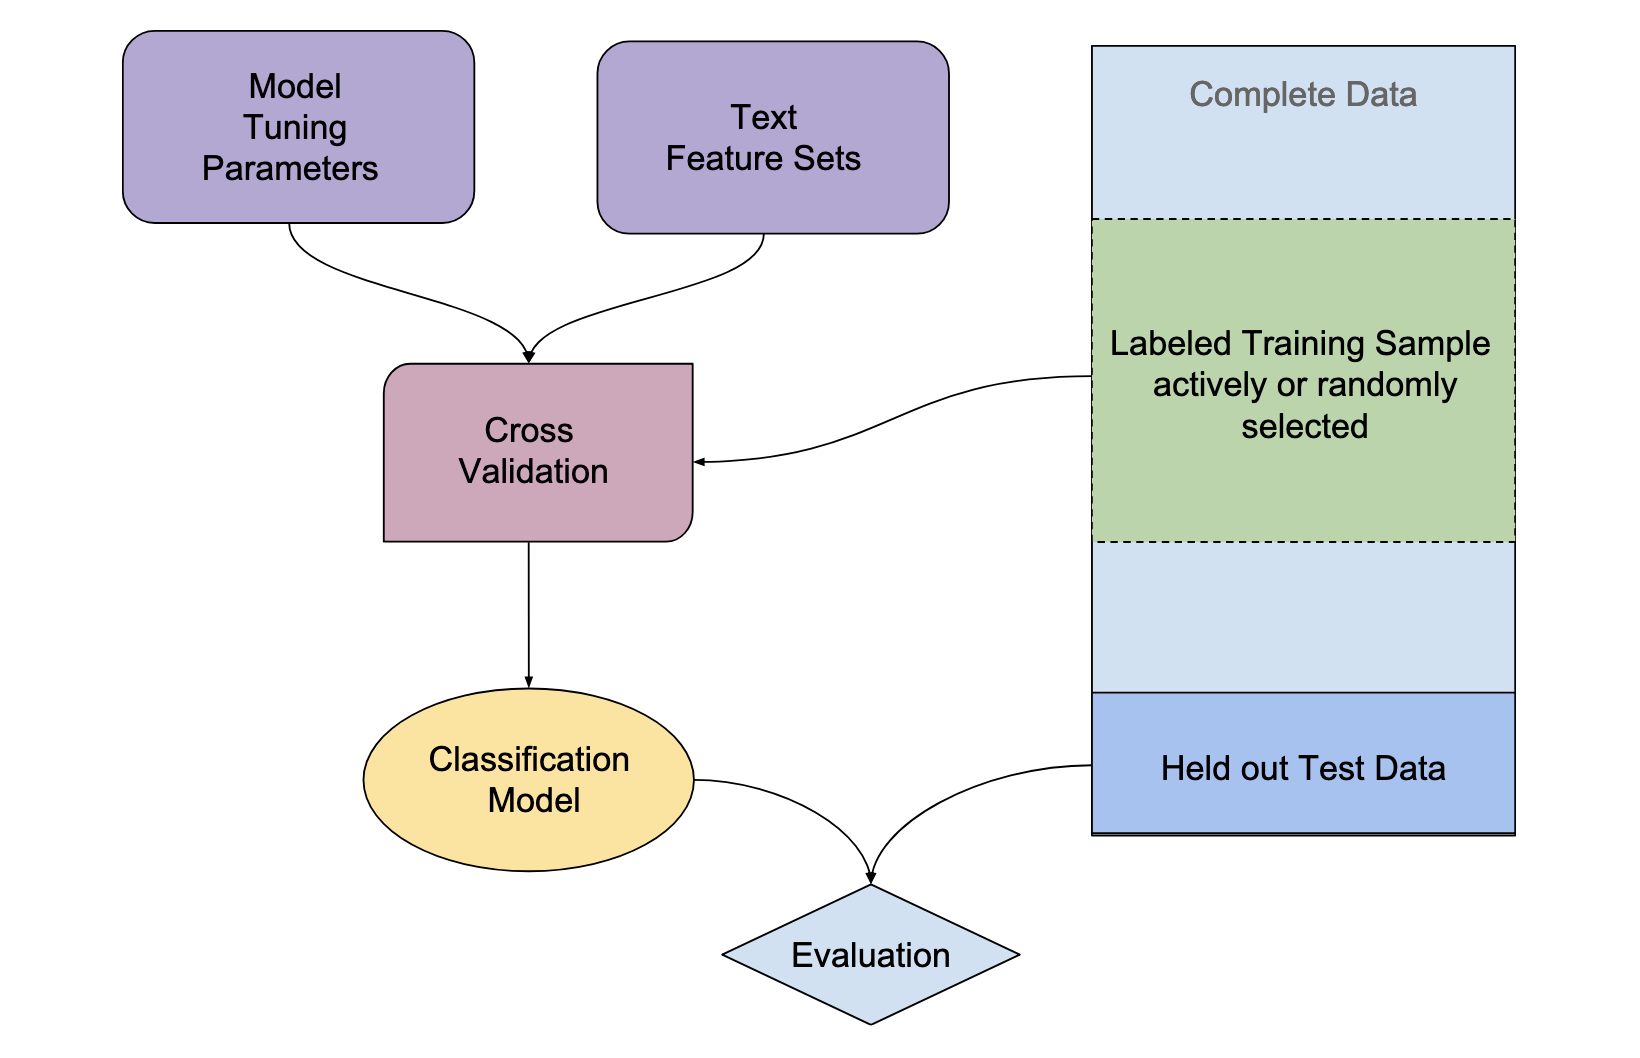 Model
Tuning
Parameters
Text
Feature Sets
Complete Data
Labeled Training Sample
actively or randomly
selected
Cross
Validation
Classification
Model
Held out Test Data
Evaluation